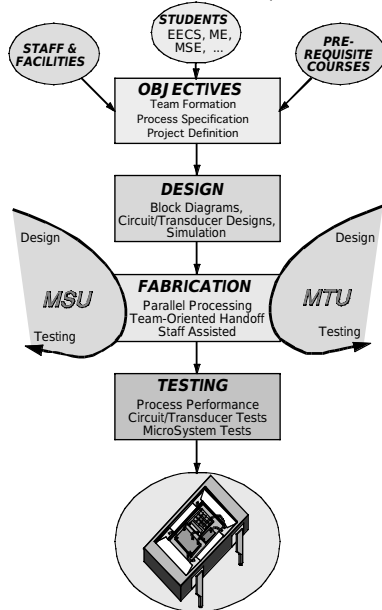 STUDENTS
EECS, ME,
MSE, ...
STAFF &
FACILITIES
PRE-
REQUISITE
COURSES
OBJECTIVES
Team Formation
Process Specification
Project Definition
DESIGN
Block Diagrams,
Circuit/Transducer Designs,
Simulation
Design
MSU
Testing
FABRICATION
Parallel Processing
Team-Oriented Handoff
Staff Assisted
Design
MTU
Testing
TESTING
Process Performance
Circuit/Transducer Tests
MicroSystem Tests